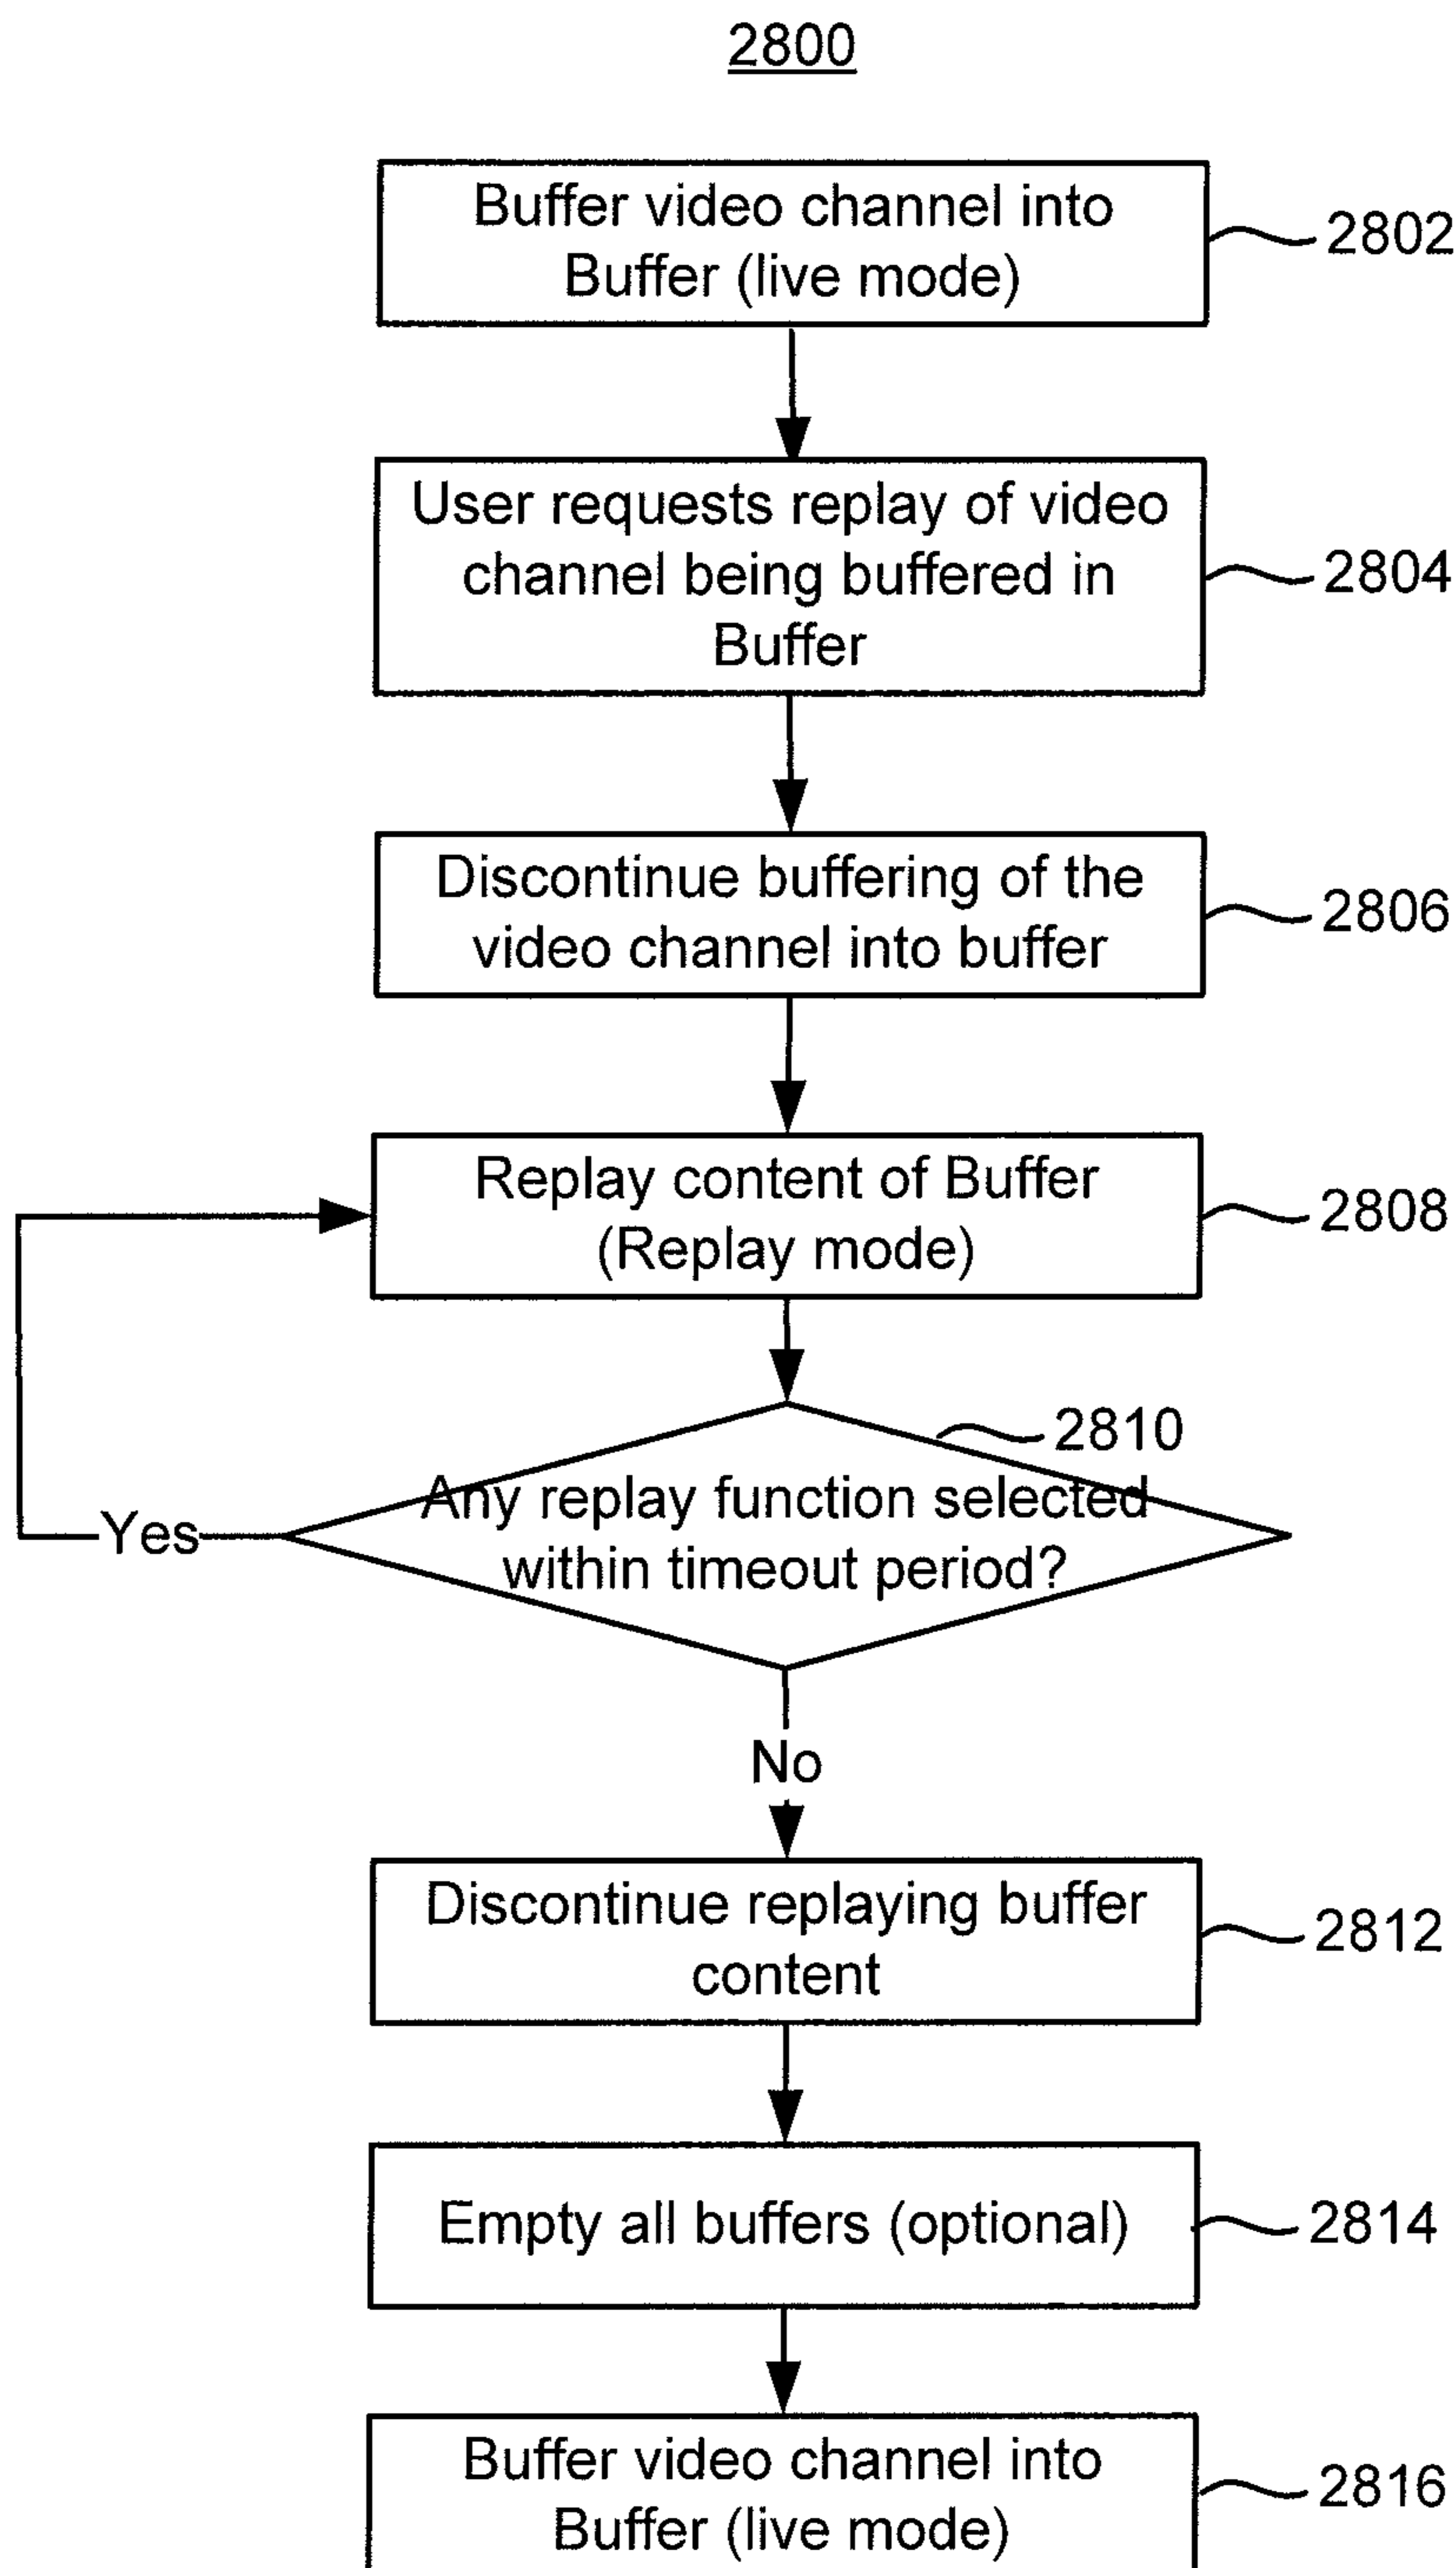 2800
Buffer video channel into
Buffer (live mode)
2802
User requests replay of video
channel being buffered in
Buffer
2804
Discontinue buffering of the
video channel into buffer
2806
Replay content of Buffer
(Replay mode)
2808
2810
Any replay function selected
within timeout period?
Yes
No
Discontinue replaying buffer
content
2812
Empty all buffers (optional)
2814
Buffer video channel into
Buffer (live mode)
2816